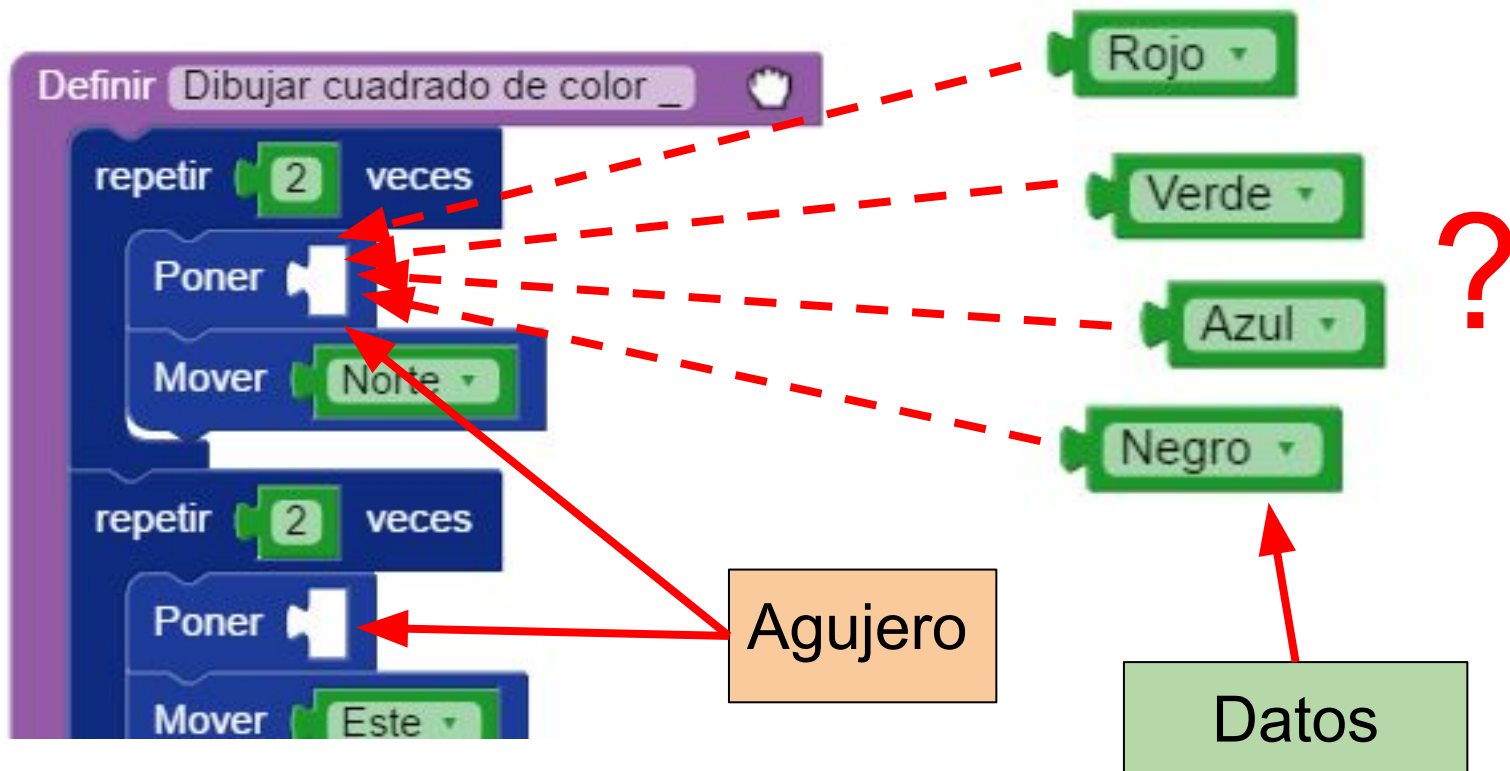 Definir Dibujar cuadrado de color _
repetir 2 veces
Poner
Mover Norte
repetir 2 veces
Poner
Mover Este
Rojo
Verde
Azul
Negro
?
Agujero
Datos